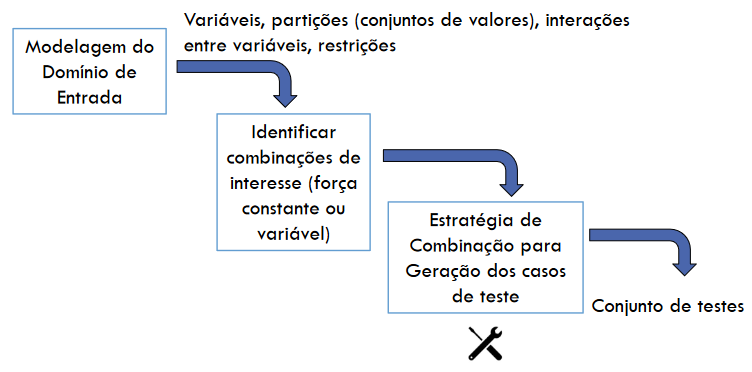 Variáveis, partições (conjuntos de valores), interações
entre variáveis, restrições
Modelagem do
Domínio de
Entrada
Identificar
combinações de
interesse (força
constante ou
variável)
Estratégia de
Combinação para
Geração dos casos
de teste
Conjunto de testes